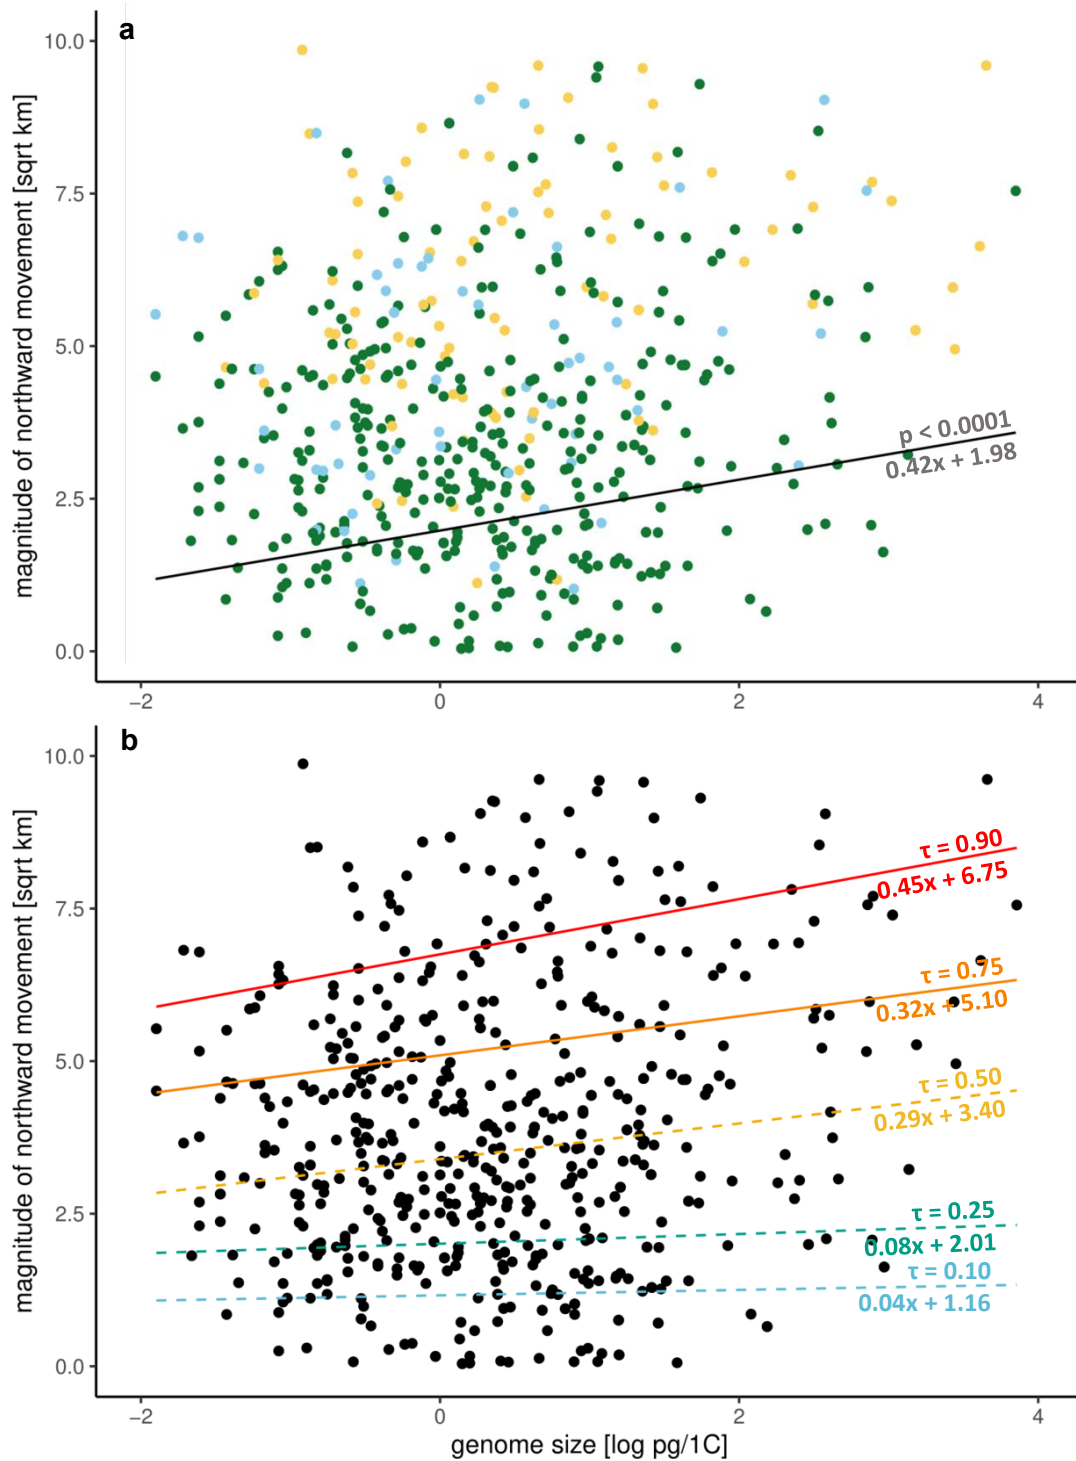 a
magnitude of northward movement [sqrt km]
10.0
7.5
5.0
2.5
0.0
p < 0.0001
0.42x + 1.98
−2
0
2
4
b
magnitude of northward movement [sqrt km]
10.0
7.5
5.0
2.5
0.0
τ = 0.90
0.45x + 6.75
τ = 0.75
0.32x + 5.10
τ = 0.50
0.29x + 3.40
τ = 0.25
0.08x + 2.01
τ = 0.10
0.04x + 1.16
−2
0
2
4
genome size [log pg/1C]